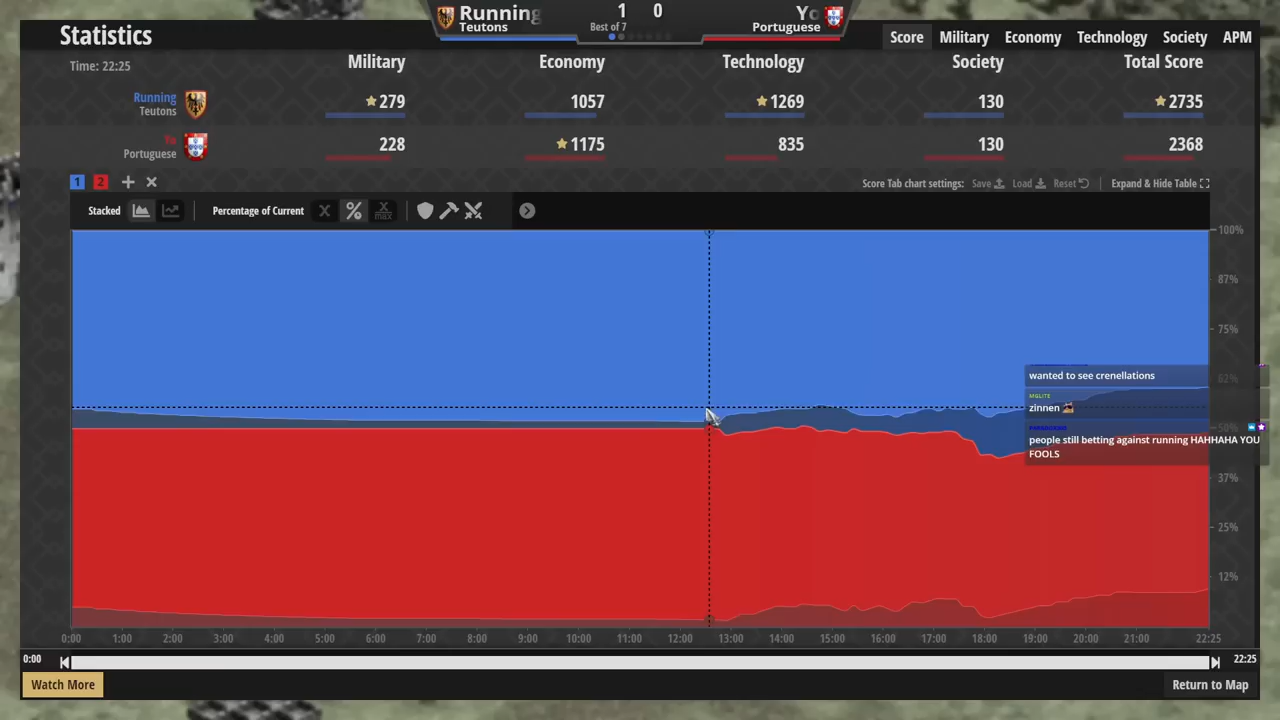 Running 1 0 Yo
Teutons Best of 7 Portuguese
Statistics
Score Military Economy Technology Society APM
Time: 22:25
Military Economy Technology Society Total Score
Running
Teutons
279 1057 1269 130 2735
Yo
Portuguese
228 1175 835 130 2368
1 2
Score Tab chart settings: Save Load Reset Expand & Hide Table
Stacked Percentage of Current X % X max
100%
87%
75%
62%
50%
37%
25%
12%
wanted to see crenellations
MGLITE
zinnen
people still betting against running HAHHAHA YOU
FOOLS
0:00 1:00 2:00 3:00 4:00 5:00 6:00 7:00 8:00 9:00 10:00 11:00 12:00 13:00 14:00 15:00 16:00 17:00 18:00 19:00 20:00 21:00 22:25
0:00 22:25
Watch More Return to Map